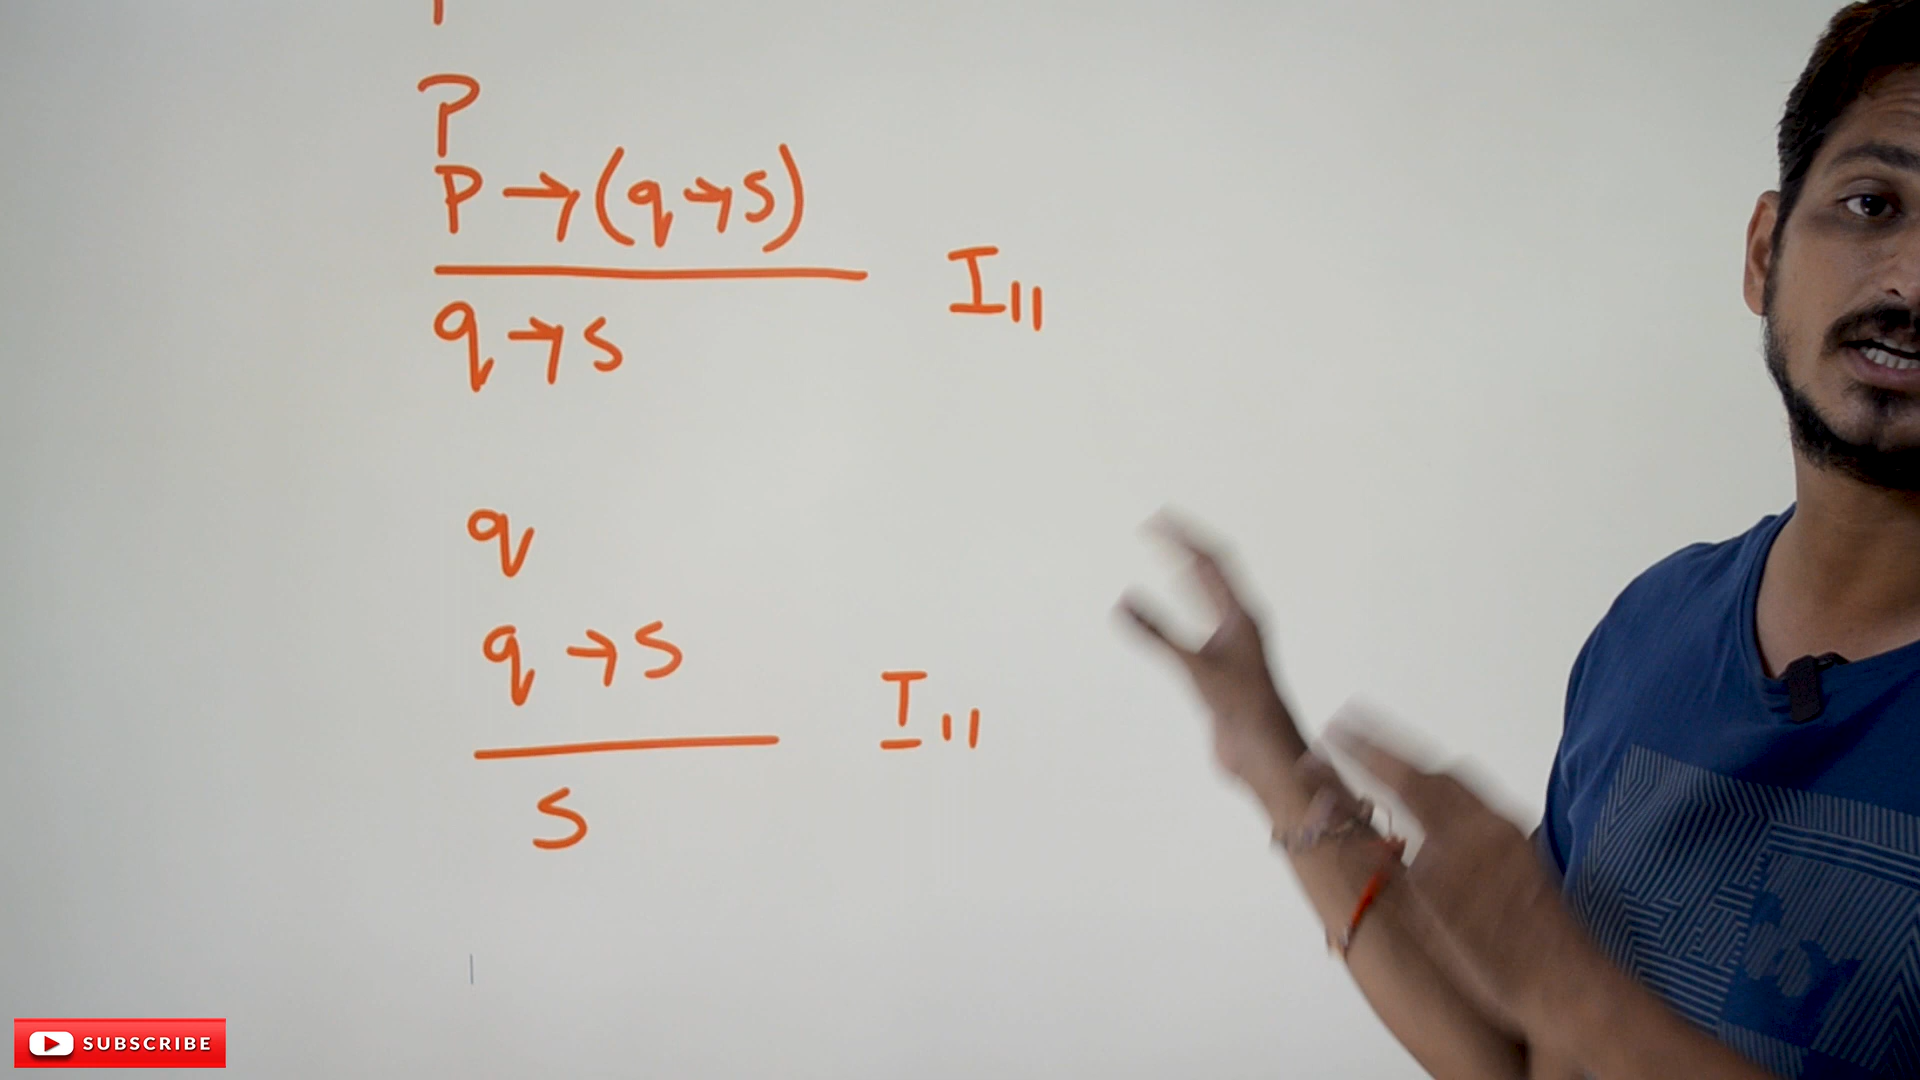 P
P → (q → s)
I₁₁
q → s
q
q → s
I₁₁
s
SUBSCRIBE